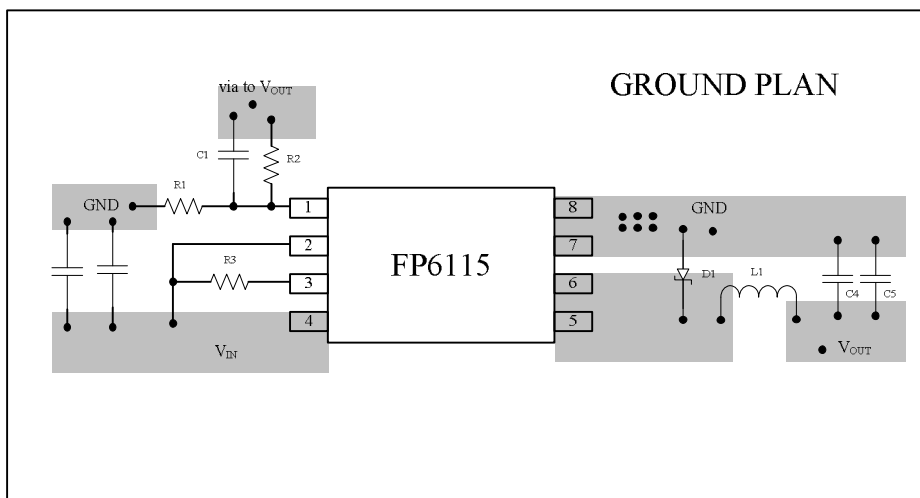 via to VOUT
GROUND PLAN
C1
R2
R1
GND
1
8
GND
2
7
R3
FP6115
3
6
D1
L1
C4
C5
4
5
VIN
VOUT